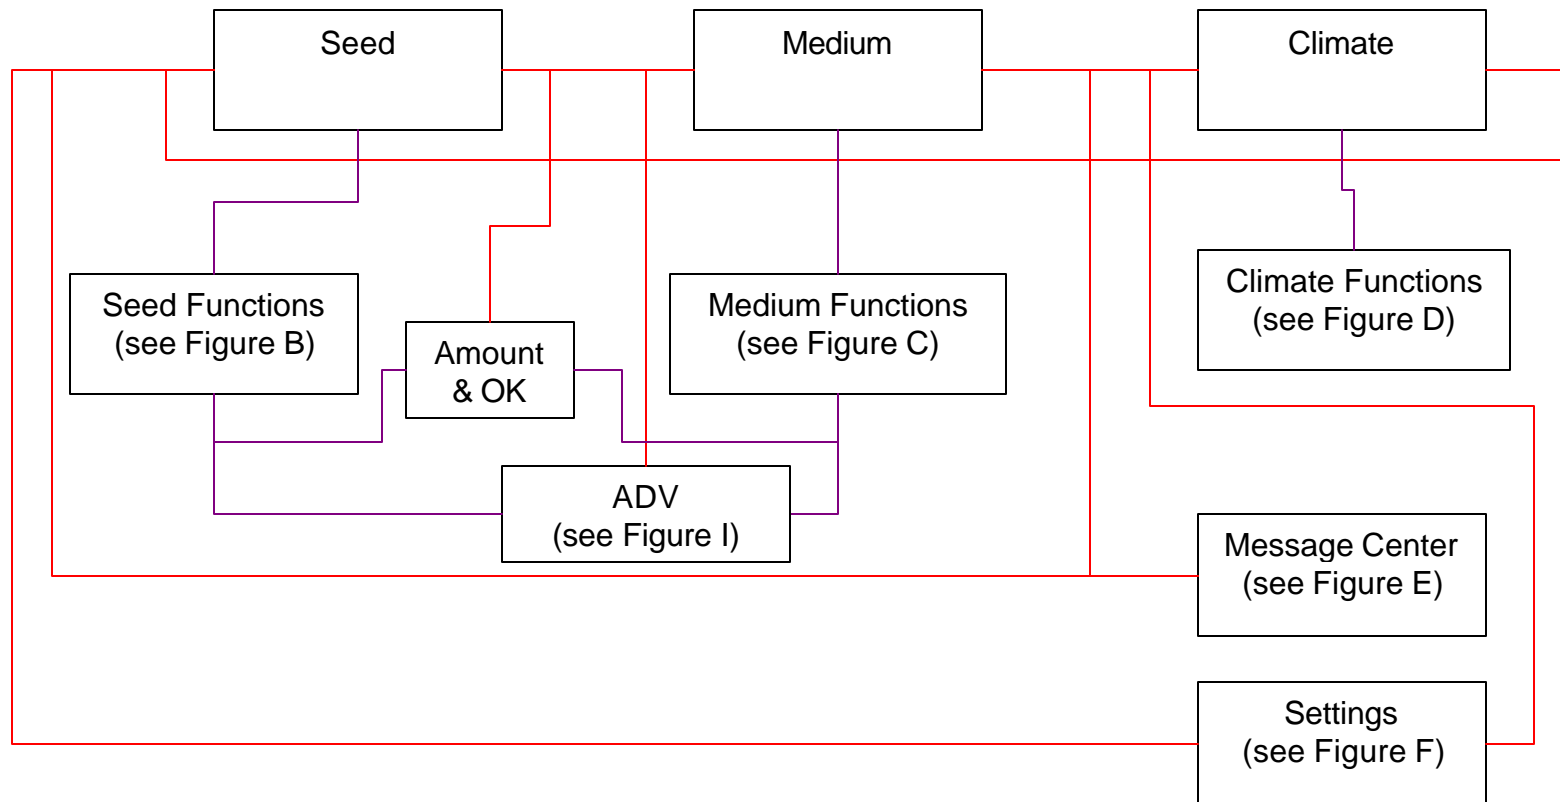 Seed
Medium
Climate
Seed Functions
(see Figure B)
Amount
& OK
Medium Functions
(see Figure C)
Climate Functions
(see Figure D)
ADV
(see Figure I)
Message Center
(see Figure E)
Settings
(see Figure F)